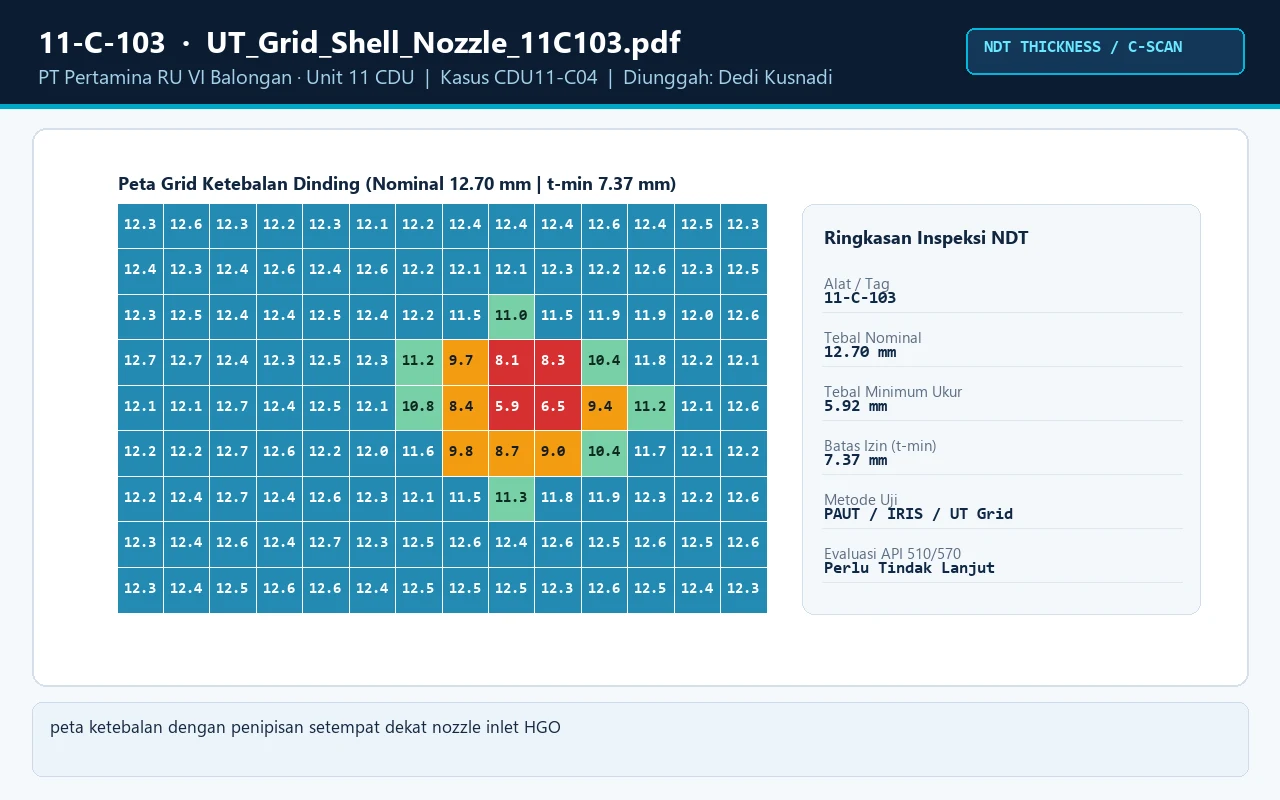 11-C-103 · UT_Grid_Shell_Nozzle_11C103.pdf
NDT THICKNESS / C-SCAN
PT Pertamina RU VI Balongan · Unit 11 CDU | Kasus CDU11-C04 | Diunggah: Dedi Kusnadi
Peta Grid Ketebalan Dinding (Nominal 12.70 mm | t-min 7.37 mm)
12.3 12.6 12.3 12.2 12.3 12.1 12.2 12.4 12.4 12.4 12.6 12.4 12.5 12.3
12.4 12.3 12.4 12.6 12.4 12.6 12.2 12.1 12.1 12.3 12.2 12.6 12.3 12.5
12.3 12.5 12.4 12.4 12.5 12.4 12.2 11.5 11.0 11.5 11.9 11.9 12.0 12.6
12.7 12.7 12.4 12.3 12.5 12.3 11.2 9.7 8.1 8.3 10.4 11.8 12.2 12.1
12.1 12.1 12.7 12.4 12.5 12.1 10.8 8.4 5.9 6.5 9.4 11.2 12.1 12.6
12.2 12.2 12.7 12.6 12.2 12.0 11.6 9.8 8.7 9.0 10.4 11.7 12.1 12.2
12.2 12.4 12.7 12.4 12.6 12.3 12.1 11.5 11.3 11.8 11.9 12.3 12.2 12.6
12.3 12.4 12.6 12.4 12.7 12.3 12.5 12.6 12.4 12.6 12.5 12.6 12.5 12.6
12.3 12.4 12.5 12.6 12.6 12.4 12.5 12.5 12.5 12.3 12.6 12.5 12.4 12.3
Ringkasan Inspeksi NDT
Alat / Tag
11-C-103
Tebal Nominal
12.70 mm
Tebal Minimum Ukur
5.92 mm
Batas Izin (t-min)
7.37 mm
Metode Uji
PAUT / IRIS / UT Grid
Evaluasi API 510/570
Perlu Tindak Lanjut
peta ketebalan dengan penipisan setempat dekat nozzle inlet HGO